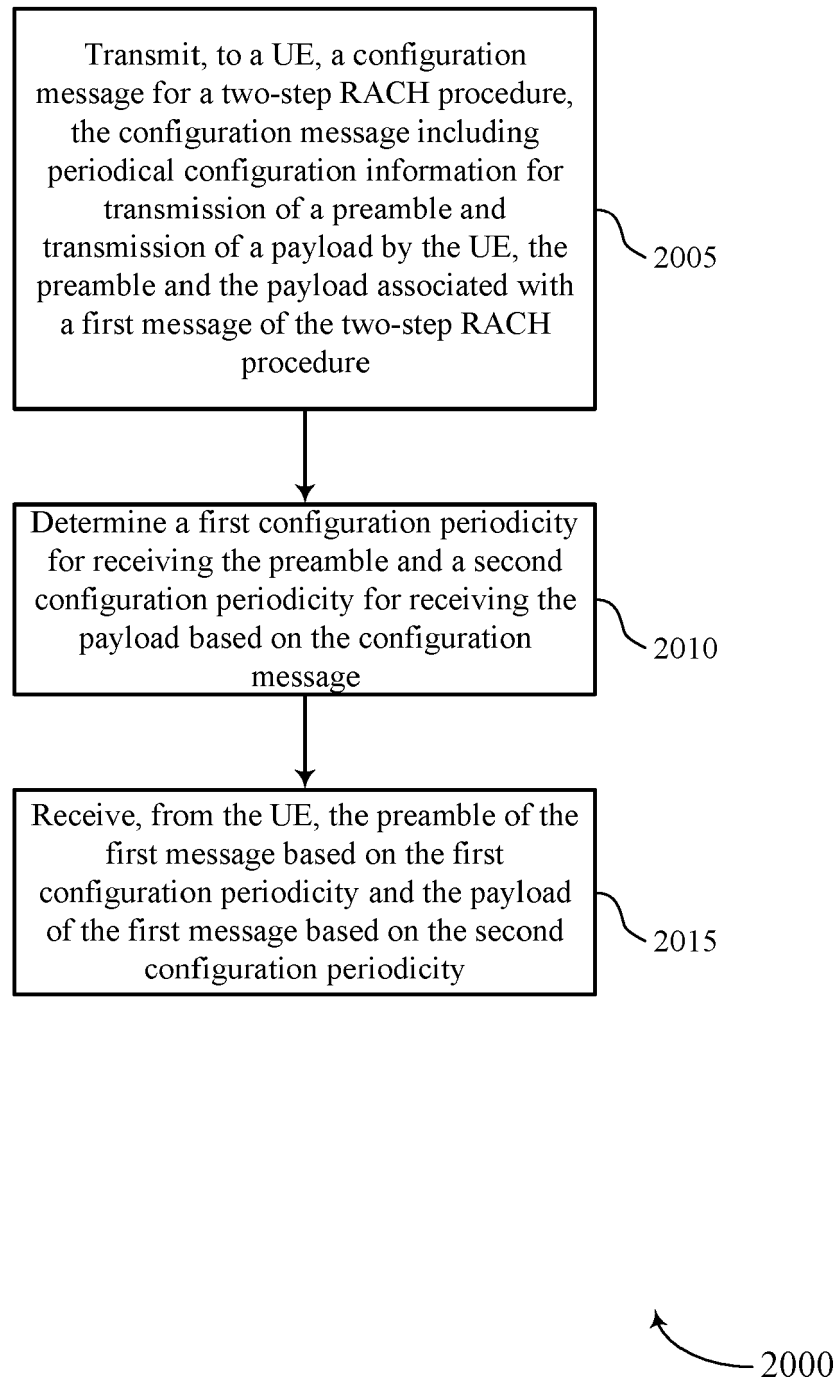 Transmit, to a UE, a configuration
message for a two-step RACH procedure,
the configuration message including
periodical configuration information for
transmission of a preamble and
transmission of a payload by the UE, the
preamble and the payload associated with
a first message of the two-step RACH
procedure
2005
Determine a first configuration periodicity
for receiving the preamble and a second
configuration periodicity for receiving the
payload based on the configuration
message
2010
Receive, from the UE, the preamble of the
first message based on the first
configuration periodicity and the payload
of the first message based on the second
configuration periodicity
2015
2000